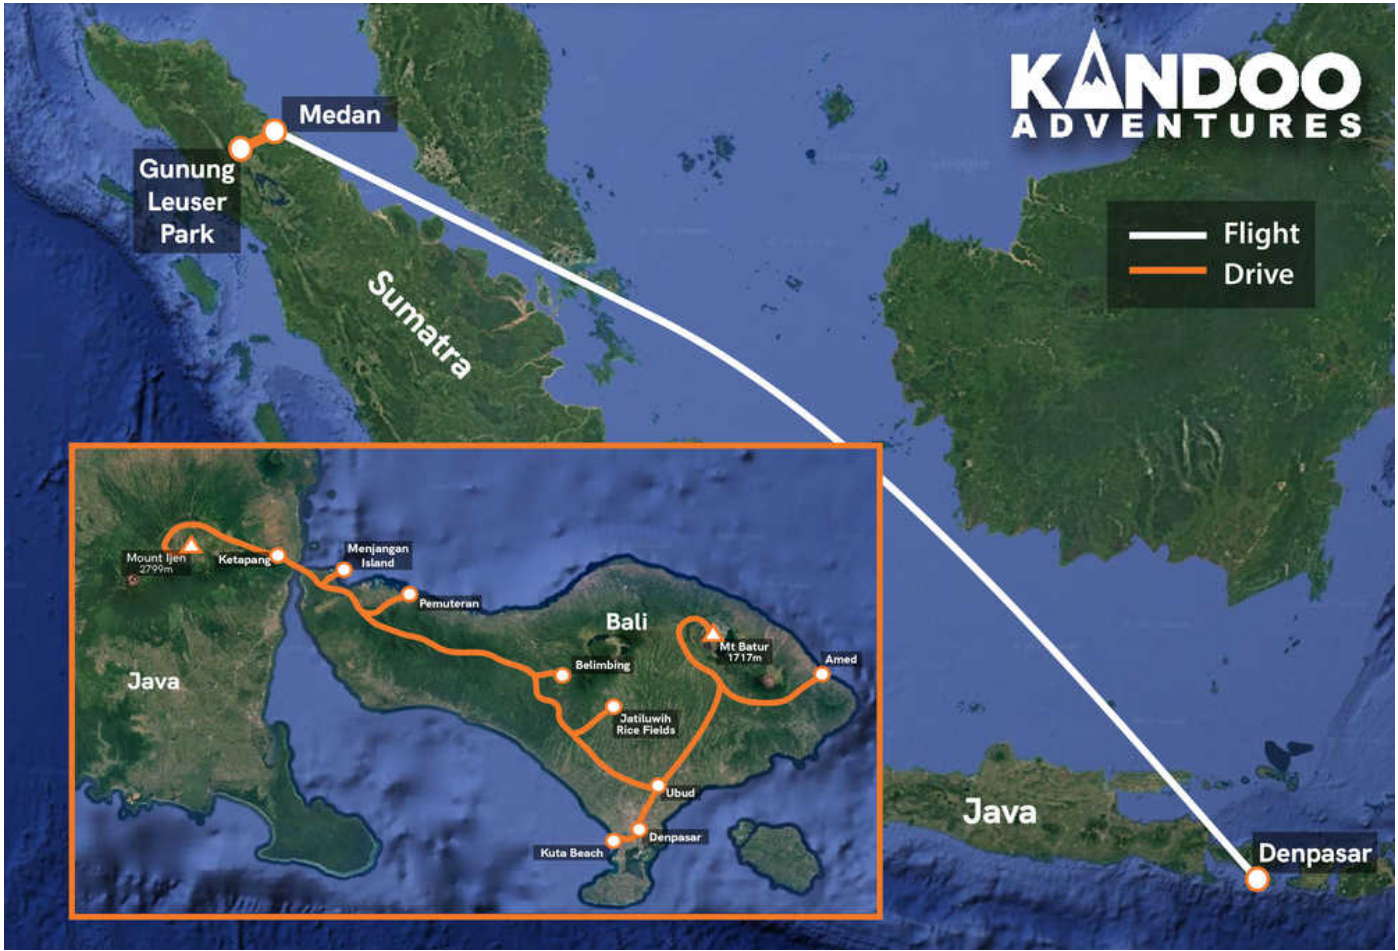 KANDOO
ADVENTURES
Medan
Gunung
Leuser
Park
Flight
Drive
Sumatra
Menjangan
Island
Mount Ijen
2799m
Ketapang
Pemuteran
Bali
Mt Batur
1717m
Belimbing
Amed
Java
Jatiluwih
Rice Fields
Ubud
Denpasar
Kuta Beach
Java
Denpasar